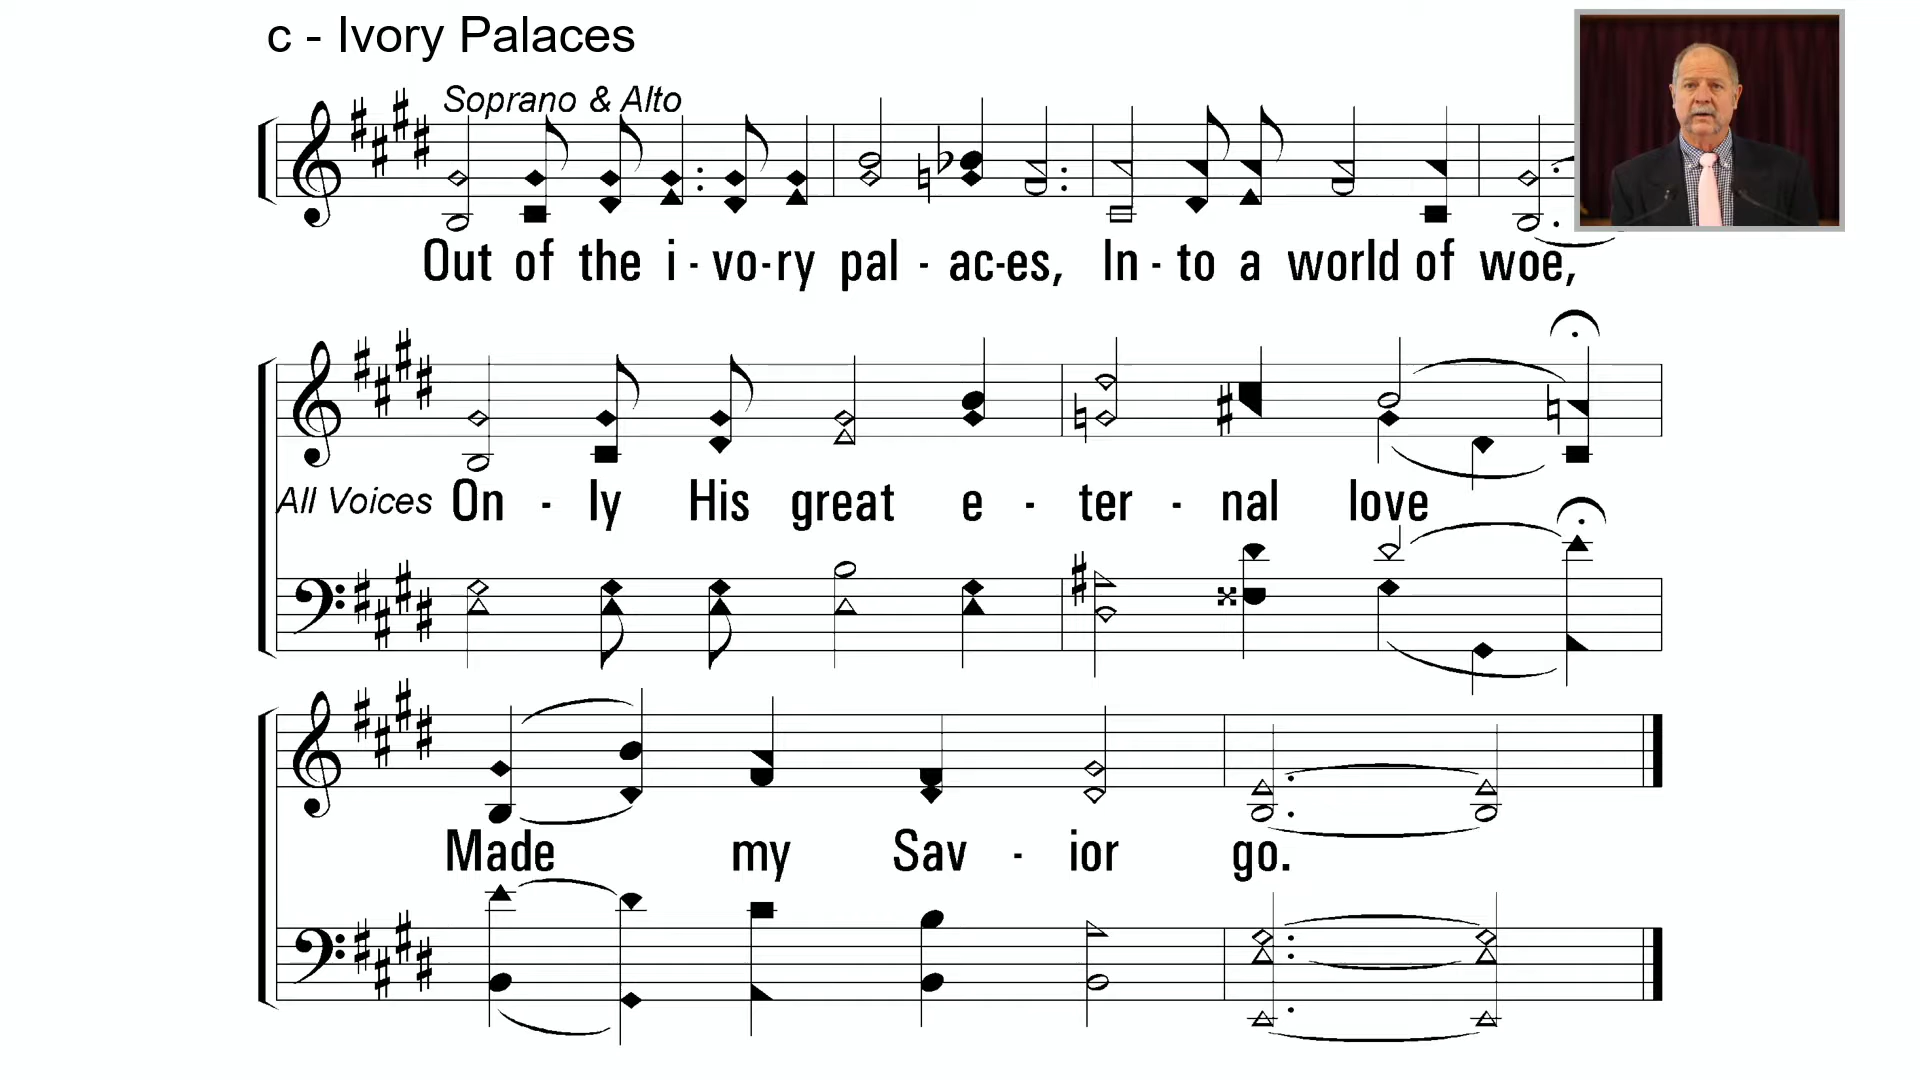 c - Ivory Palaces
Soprano & Alto
Out of the i - vo-ry pal - ac-es, In - to a world of woe,
All Voices On - ly His great e - ter - nal love
Made my Sav - ior go.